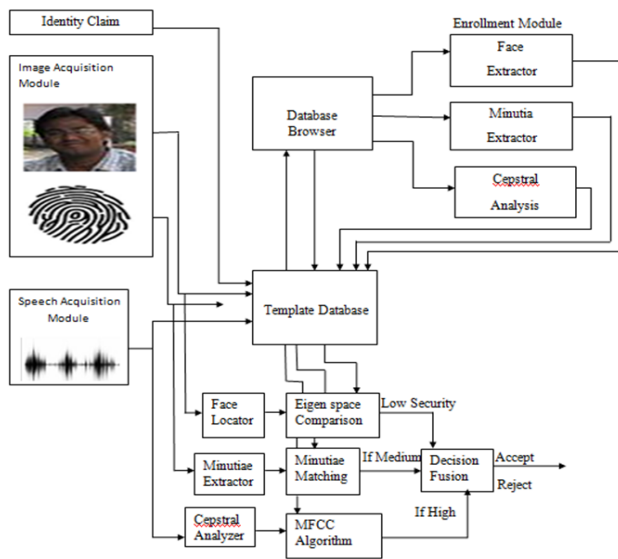 Identity Claim
Image Acquisition
Module
Speech Acquisition
Module
Enrollment Module
Face
Extractor
Minutia
Extractor
Cepstral
Analysis
Database
Browser
Template Database
Face
Locator
Eigen space
Comparison
Low Security
Minutiae
Extractor
Minutiae
Matching
If Medium
Decision
Fusion
Accept
Reject
If High
Cepstral
Analyzer
MFCC
Algorithm